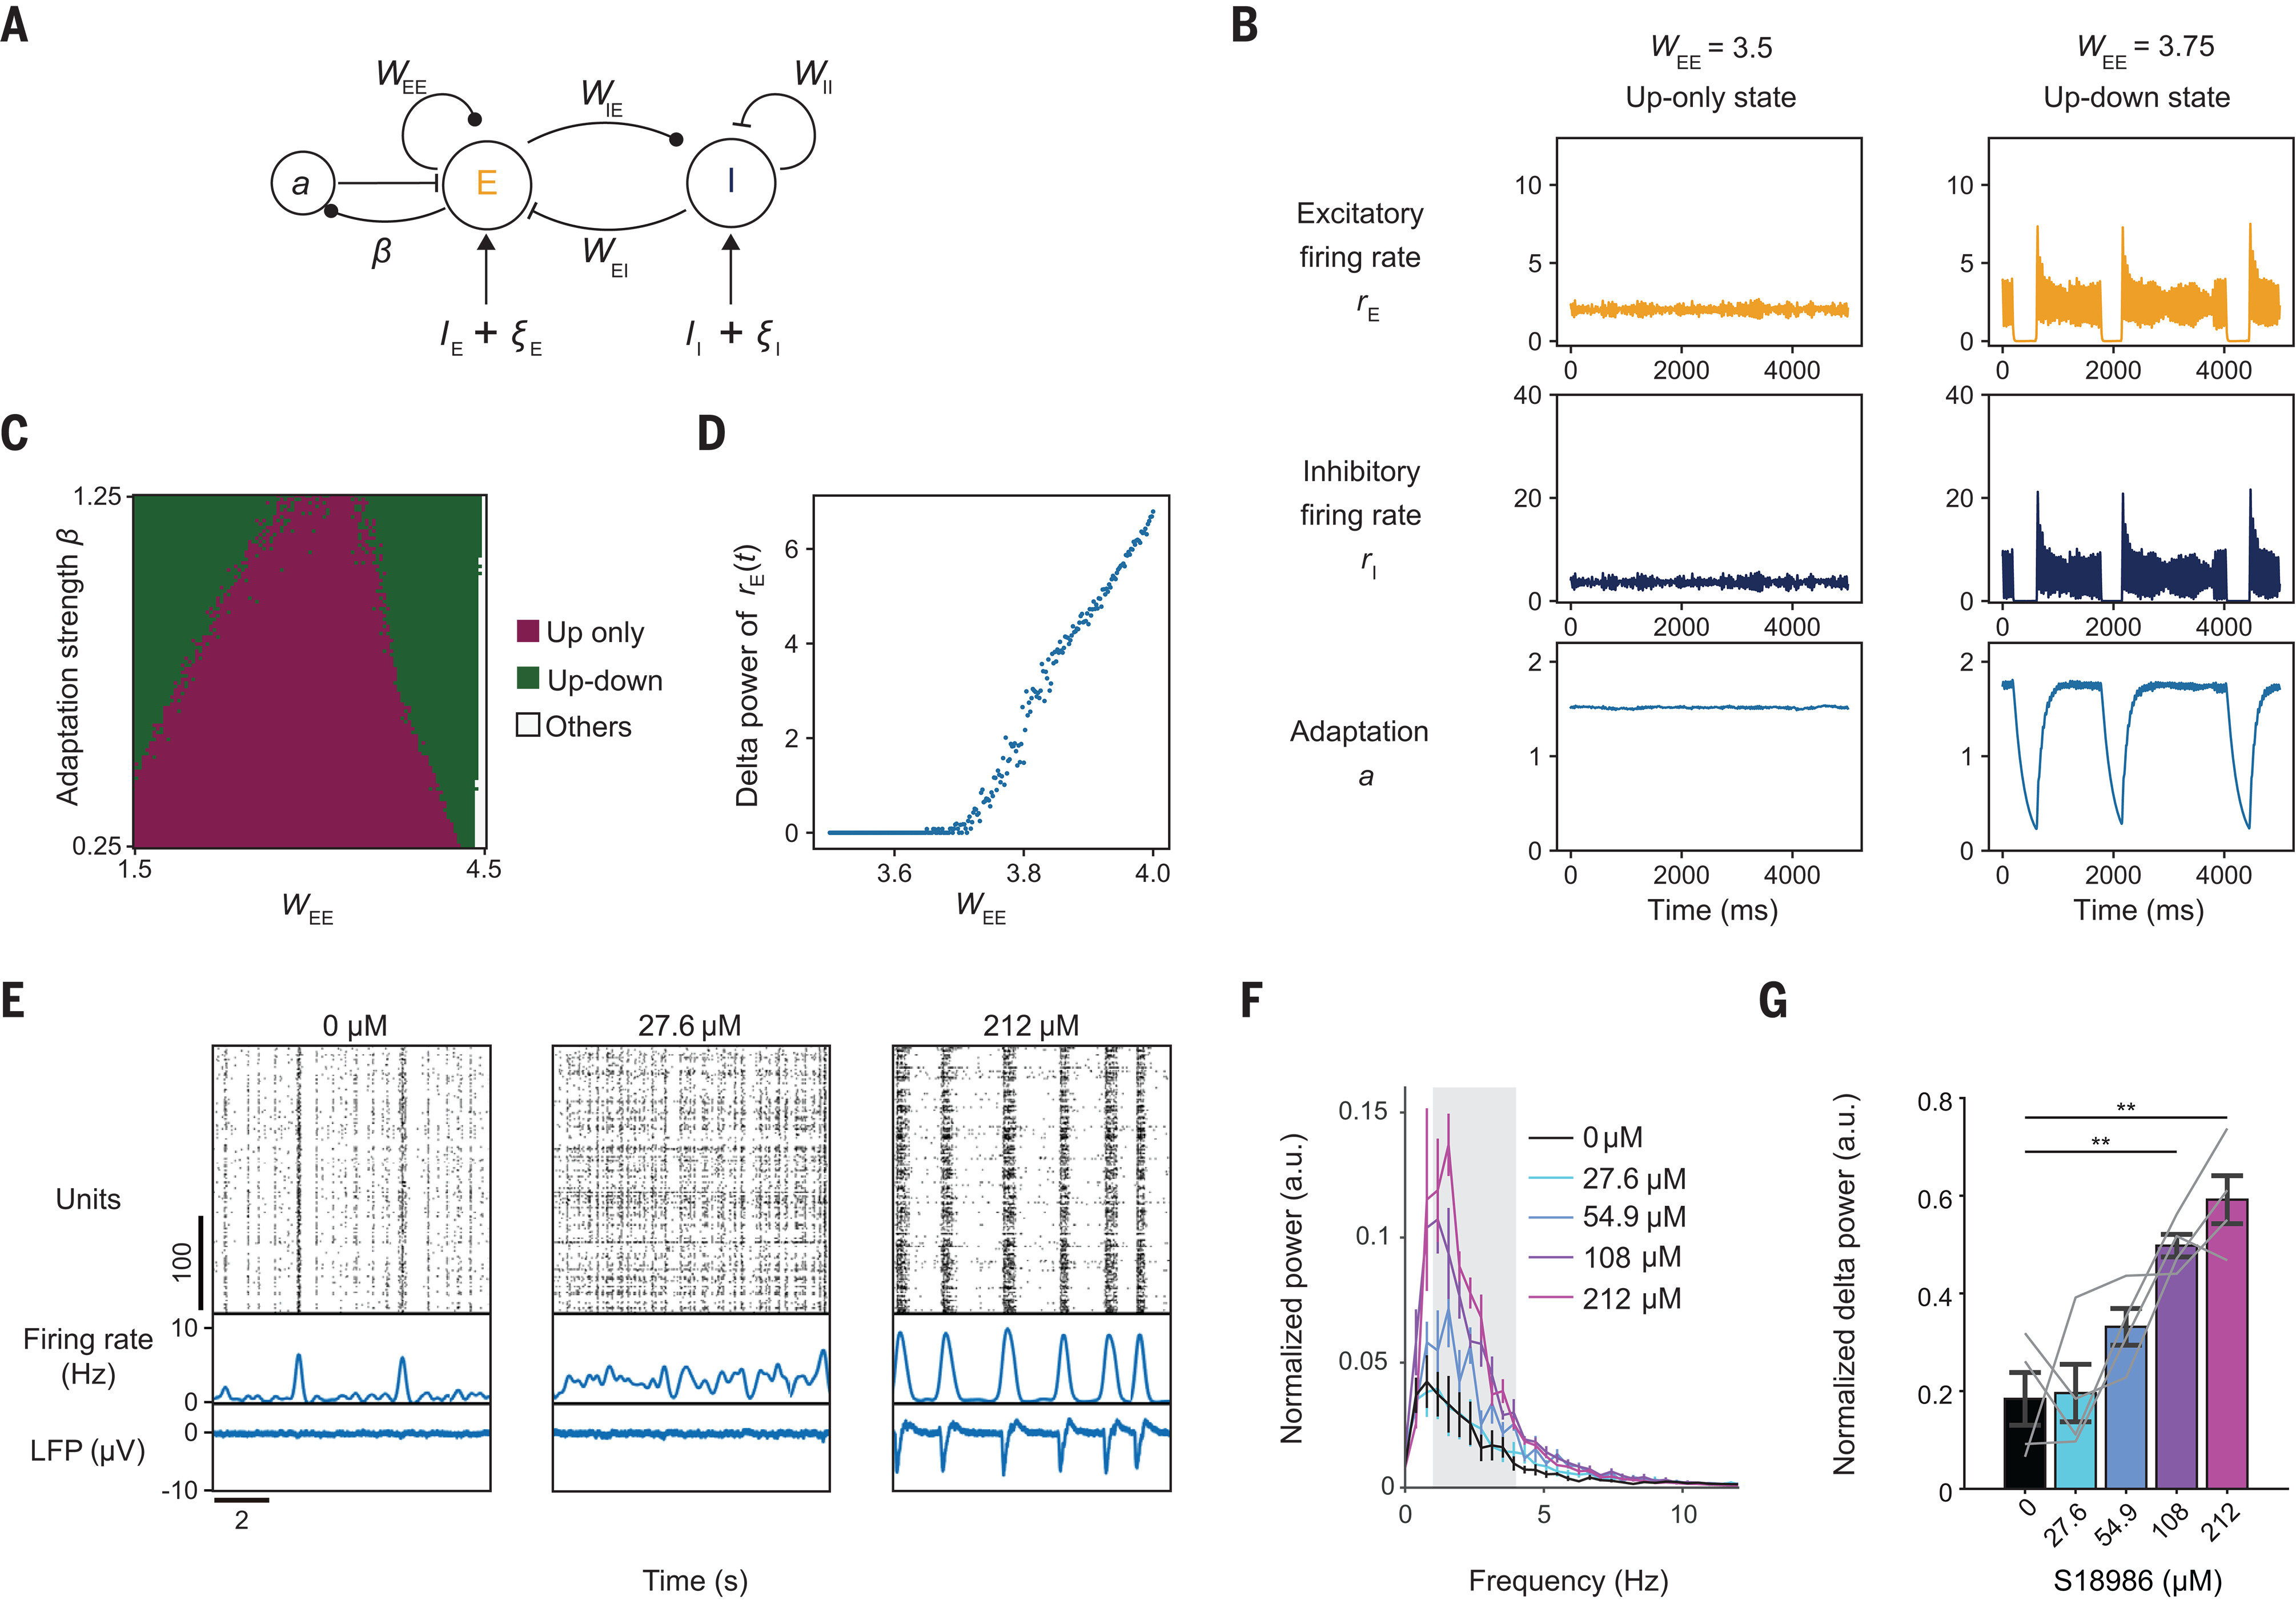 A
W_EE
W_IE
W_II
a
E
I
β
W_EI
I_E + ξ_E
I_I + ξ_I
B
W_EE = 3.5
Up-only state
W_EE = 3.75
Up-down state
Excitatory
firing rate
r_E
10
5
0
0 2000 4000
10
5
0
0 2000 4000
Inhibitory
firing rate
r_I
40
20
0
0 2000 4000
40
20
0
0 2000 4000
Adaptation
a
2
1
0
0 2000 4000
Time (ms)
2
1
0
0 2000 4000
Time (ms)
C
Adaptation strength β
1.25
0.25
1.5 4.5
W_EE
Up only
Up-down
Others
D
Delta power of r_E(t)
6
4
2
0
3.6 3.8 4.0
W_EE
E
0 µM
27.6 µM
212 µM
Units
100
Firing rate
(Hz)
10
0
LFP (µV)
0
-10
2
Time (s)
F
Normalized power (a.u.)
0.15
0.1
0.05
0
0 5 10
Frequency (Hz)
0 µM
27.6 µM
54.9 µM
108 µM
212 µM
G
Normalized delta power (a.u.)
0.8
0.6
0.4
0.2
0
**
**
0 27.6 54.9 108 212
S18986 (µM)